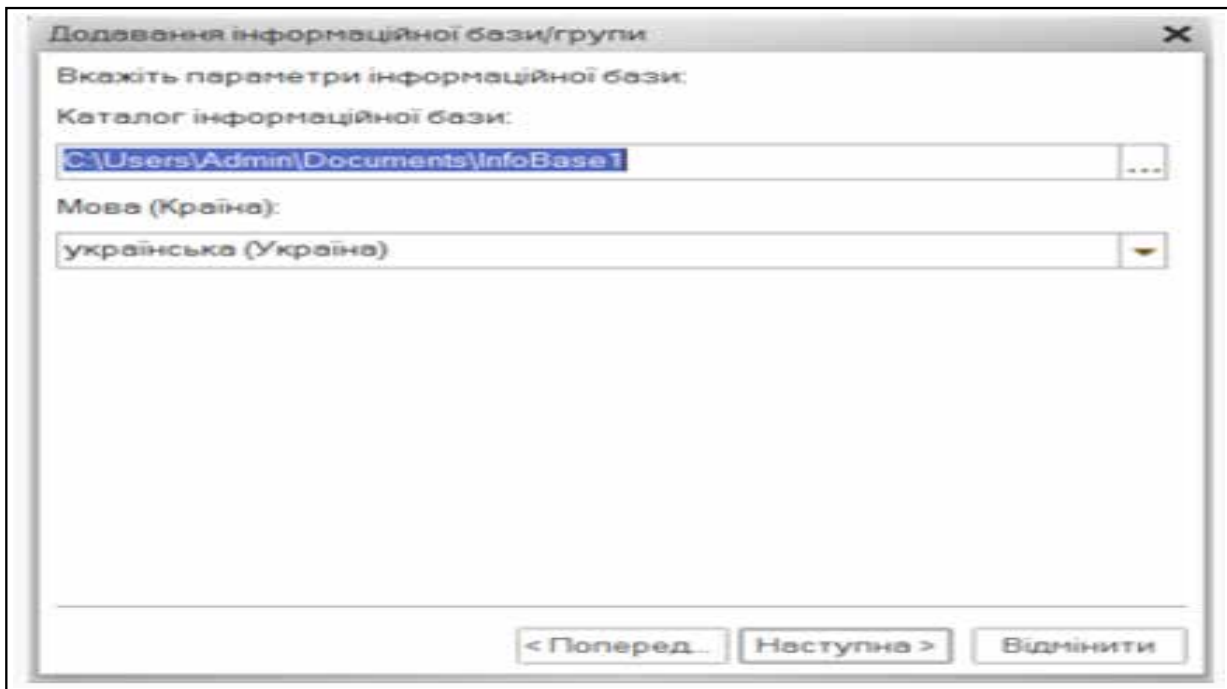 Додавання інформаційної бази/групи
Вкажіть параметри інформаційної бази:
Каталог інформаційної бази:
C:\Users\Admin\Documents\InfoBase1
...
Мова (Країна):
українська (Україна)
< Поперед... Наступна > Відмінити